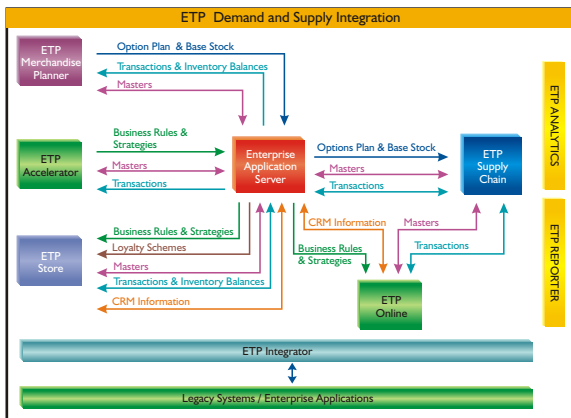 ETP Demand and Supply Integration
ETP
Merchandise
Planner
Option Plan & Base Stock
Transactions & Inventory Balances
Masters
ETP
Accelerator
Business Rules &
Strategies
Masters
Transactions
Enterprise
Application
Server
Options Plan & Base Stock
Masters
Transactions
ETP
Supply
Chain
ETP ANALYTICS
ETP REPORTER
ETP
Store
Business Rules & Strategies
Loyalty Schemes
Masters
Transactions & Inventory Balances
CRM Information
CRM Information
Business Rules
& Strategies
Masters
Transactions
ETP
Online
ETP Integrator
Legacy Systems / Enterprise Applications